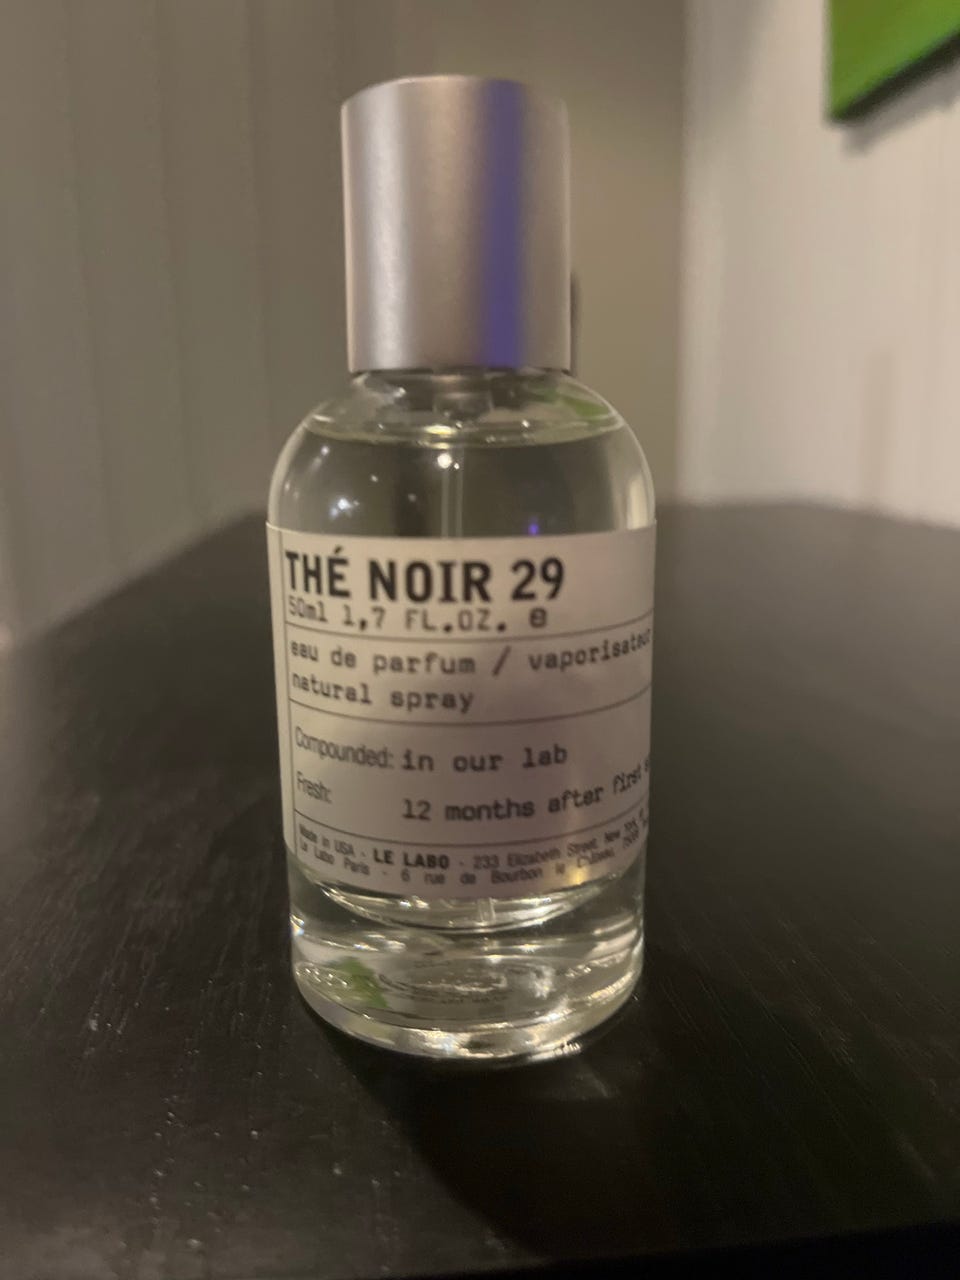 THÉ NOIR 29
50ml 1,7 FL.OZ. e
eau de parfum / vaporisateur
natural spray
Compounded: in our lab
Fresh: 12 months after first
Made in USA - LE LABO - 233 Elizabeth Street, New York,
Le Labo Paris - 6 rue de Bourbon le Château,